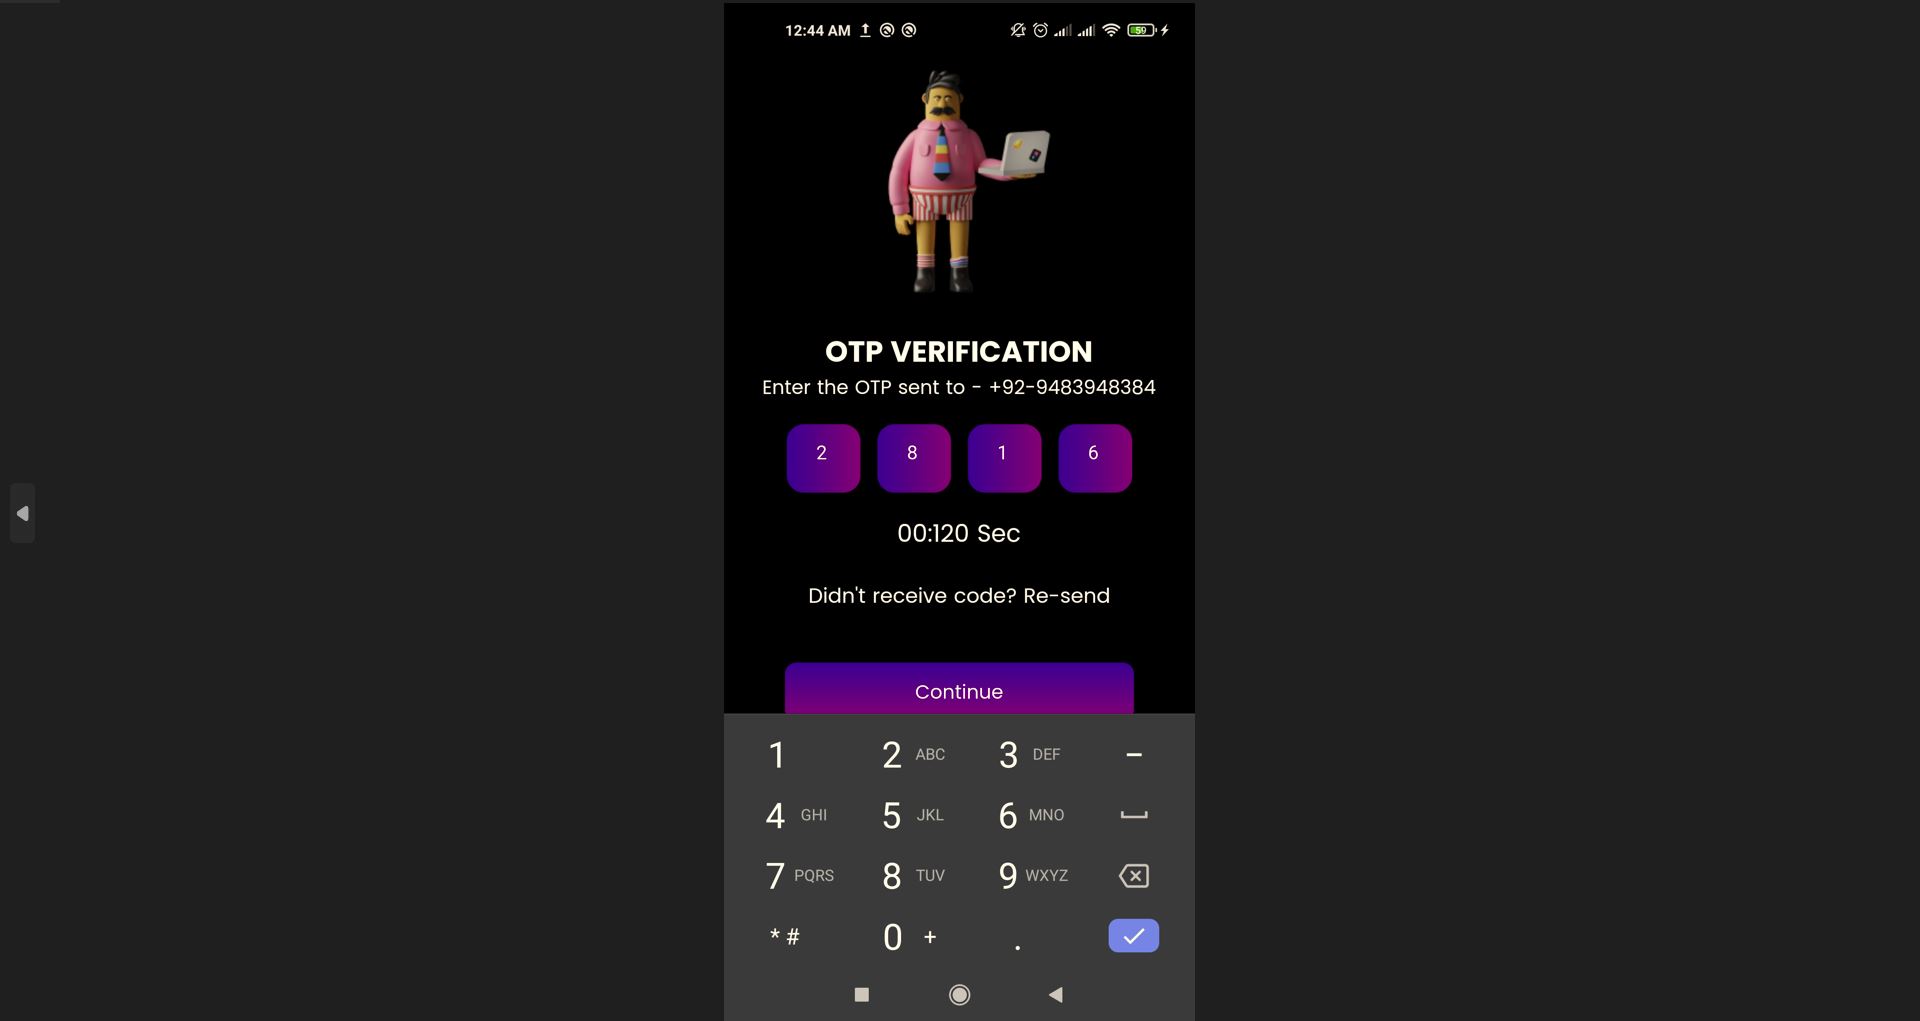 12:44 AM
59
OTP VERIFICATION
Enter the OTP sent to - +92-9483948384
2 8 1 6
00:120 Sec
Didn't receive code? Re-send
Continue
1 2 ABC 3 DEF -
4 GHI 5 JKL 6 MNO
7 PQRS 8 TUV 9 WXYZ
* # 0 + .